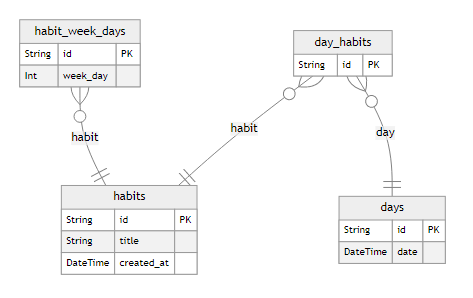 habit_week_days
String id PK
Int week_day
day_habits
String id PK
habit
habit
day
habits
String id PK
String title
DateTime created_at
days
String id PK
DateTime date